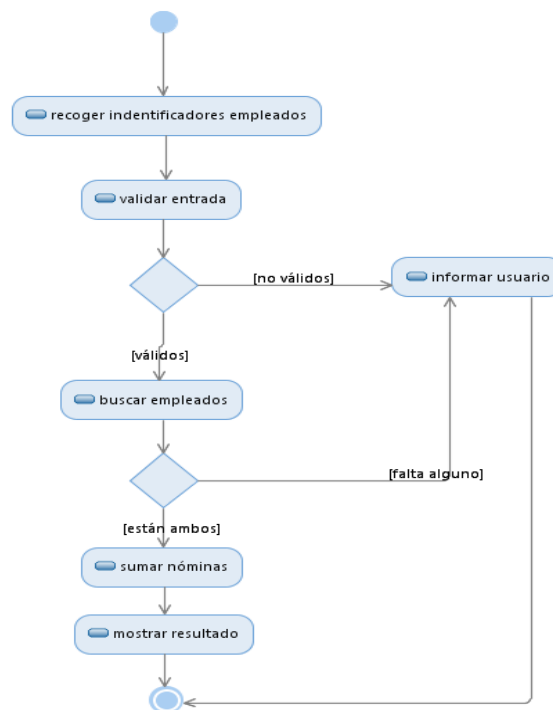 recoger indentificadores empleados
validar entrada
[no válidos]
informar usuario
[válidos]
buscar empleados
[falta alguno]
[están ambos]
sumar nóminas
mostrar resultado